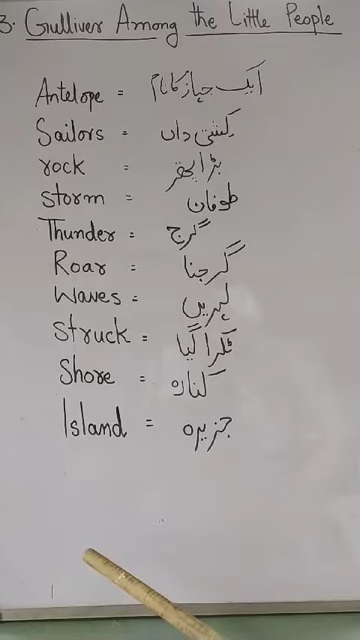 3. Gulliver Among the Little People
Antelope = ایک جہاز کا نام
Sailors = کشتی داں
rock = بڑا پتھر
Storm = طوفان
Thunder = گرج
Roar = گرجنا
Waves = لہریں
Struck = ٹکرا گیا
Shore = کنارہ
Island = جزیرہ